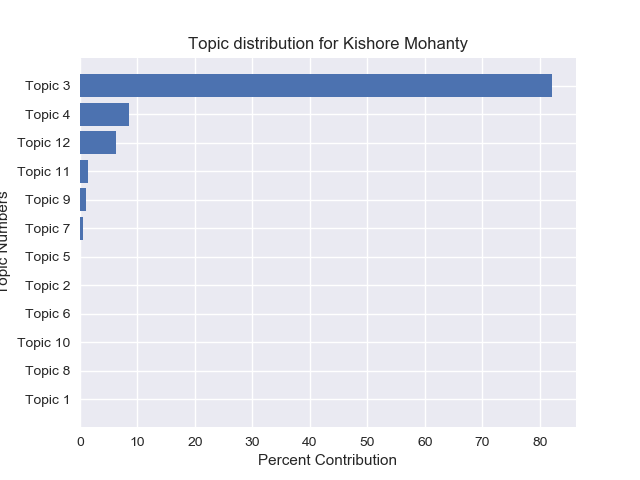 Topic distribution for Kishore Mohanty
Topic Numbers
Topic 3
Topic 4
Topic 12
Topic 11
Topic 9
Topic 7
Topic 5
Topic 2
Topic 6
Topic 10
Topic 8
Topic 1
0 10 20 30 40 50 60 70 80
Percent Contribution